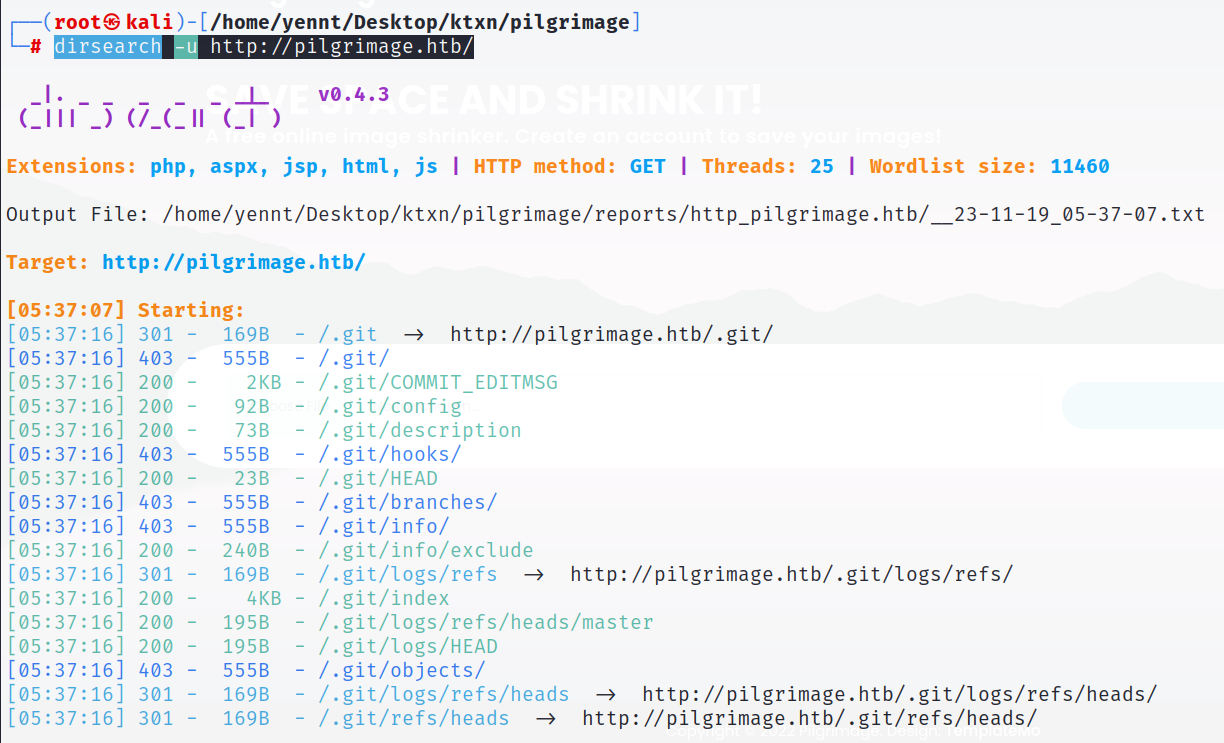 ┌──(root㉿kali)-[/home/yennt/Desktop/ktxn/pilgrimage]
└─# dirsearch -u http://pilgrimage.htb/
SAVE SPACE AND SHRINK IT!
  _|. _ _  _  _  _ _|_    v0.4.3
 (_||| _) (/_(_|| (_| )
A free online image shrinker. Create an account to save your images!
Extensions: php, aspx, jsp, html, js | HTTP method: GET | Threads: 25 | Wordlist size: 11460
Output File: /home/yennt/Desktop/ktxn/pilgrimage/reports/http_pilgrimage.htb/__23-11-19_05-37-07.txt
Target: http://pilgrimage.htb/
[05:37:07] Starting:
[05:37:16] 301 -  169B  - /.git  ->  http://pilgrimage.htb/.git/
[05:37:16] 403 -  555B  - /.git/
[05:37:16] 200 -    2KB - /.git/COMMIT_EDITMSG
[05:37:16] 200 -   92B  - /.git/config
[05:37:16] 200 -   73B  - /.git/description
[05:37:16] 403 -  555B  - /.git/hooks/
[05:37:16] 200 -   23B  - /.git/HEAD
[05:37:16] 403 -  555B  - /.git/branches/
[05:37:16] 403 -  555B  - /.git/info/
[05:37:16] 200 -  240B  - /.git/info/exclude
[05:37:16] 301 -  169B  - /.git/logs/refs  ->  http://pilgrimage.htb/.git/logs/refs/
[05:37:16] 200 -    4KB - /.git/index
[05:37:16] 200 -  195B  - /.git/logs/refs/heads/master
[05:37:16] 200 -  195B  - /.git/logs/HEAD
[05:37:16] 403 -  555B  - /.git/objects/
[05:37:16] 301 -  169B  - /.git/logs/refs/heads  ->  http://pilgrimage.htb/.git/logs/refs/heads/
[05:37:16] 301 -  169B  - /.git/refs/heads  ->  http://pilgrimage.htb/.git/refs/heads/
Copyright © 2022 Pilgrimage. Design: TemplateMo